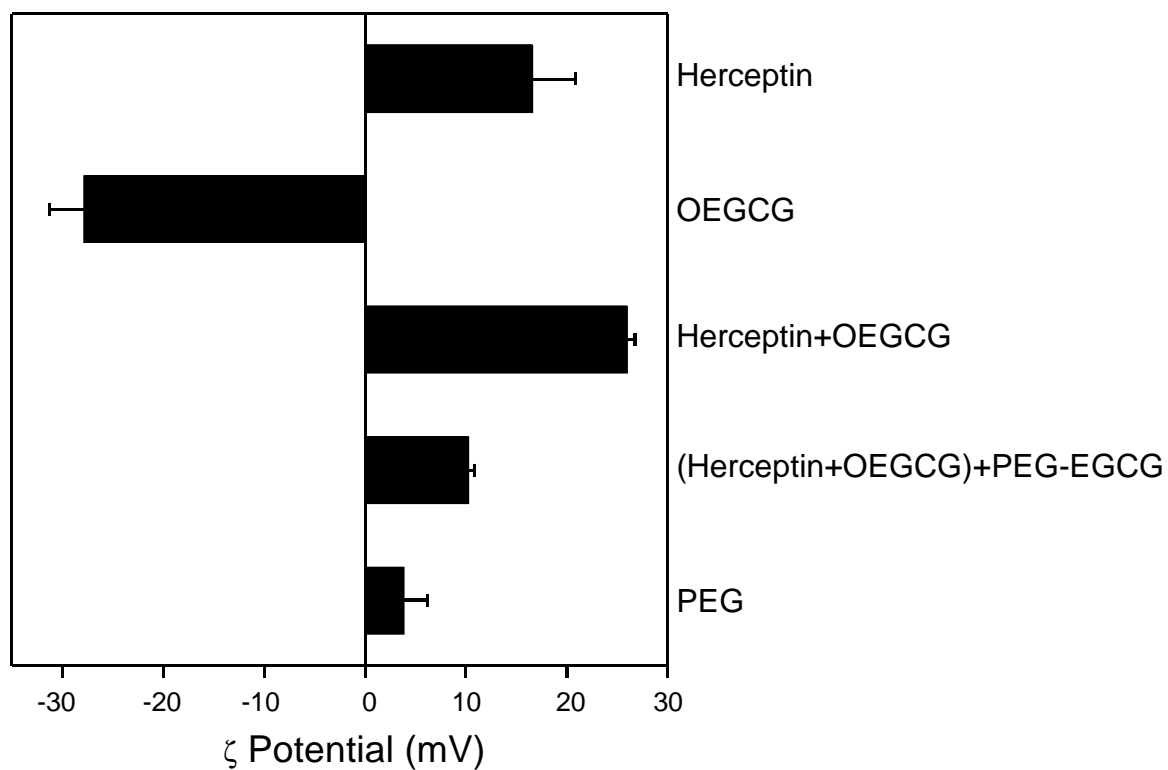 Herceptin
OEGCG
Herceptin+OEGCG
(Herceptin+OEGCG)+PEG-EGCG
PEG
-30 -20 -10 0 10 20 30
ζ Potential (mV)